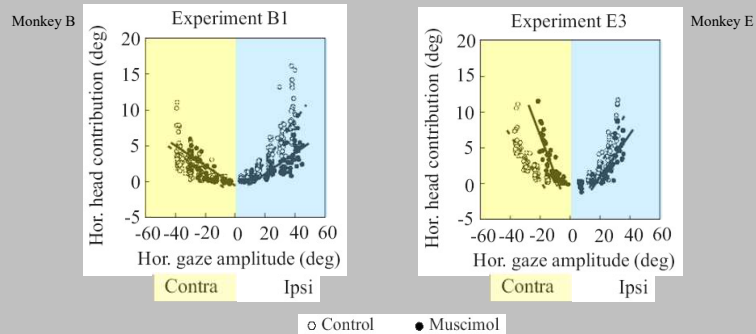 Monkey B
Experiment B1
Hor. head contribution (deg)
20
15
10
5
0
-5
-60 -40 -20 0 20 40 60
Hor. gaze amplitude (deg)
Contra Ipsi
Experiment E3
Monkey E
Hor. head contribution (deg)
20
15
10
5
0
-5
-60 -40 -20 0 20 40 60
Hor. gaze amplitude (deg)
Contra Ipsi
Control Muscimol